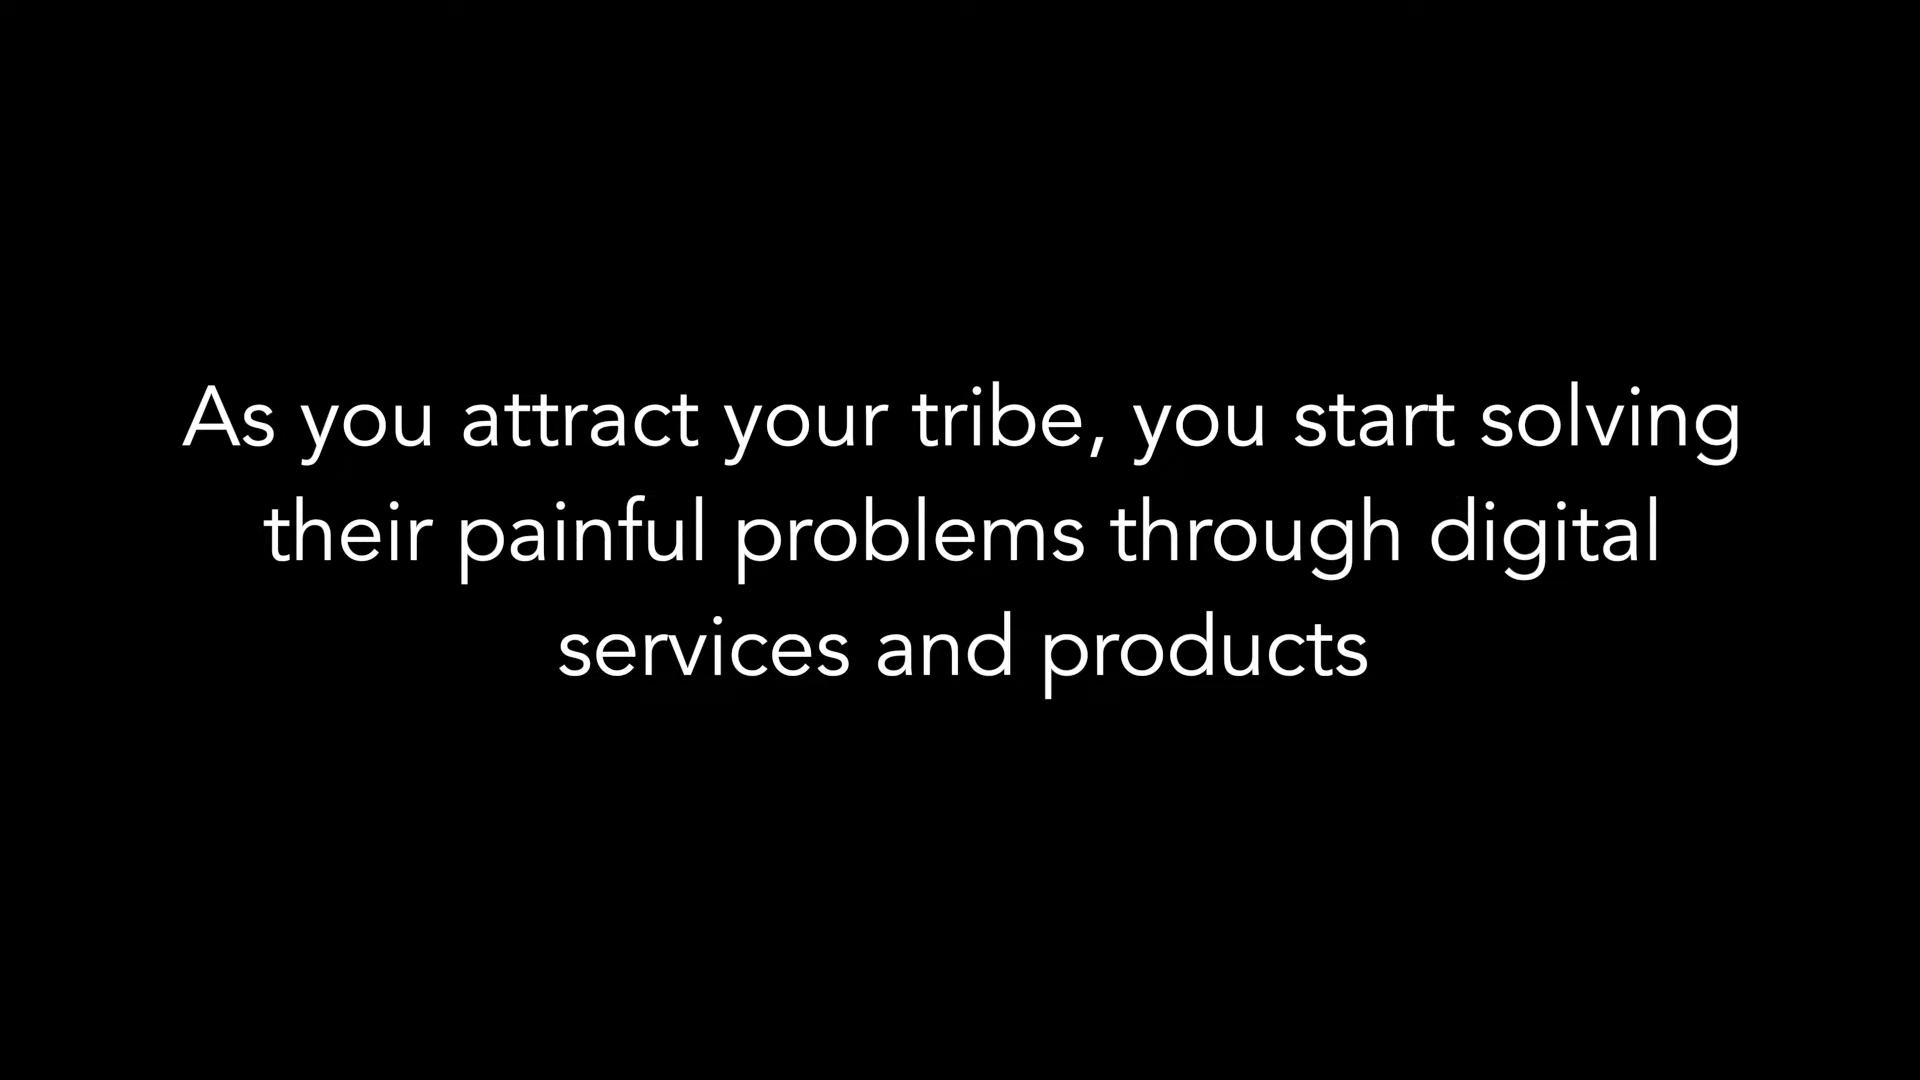 As you attract your tribe, you start solving
their painful problems through digital
services and products